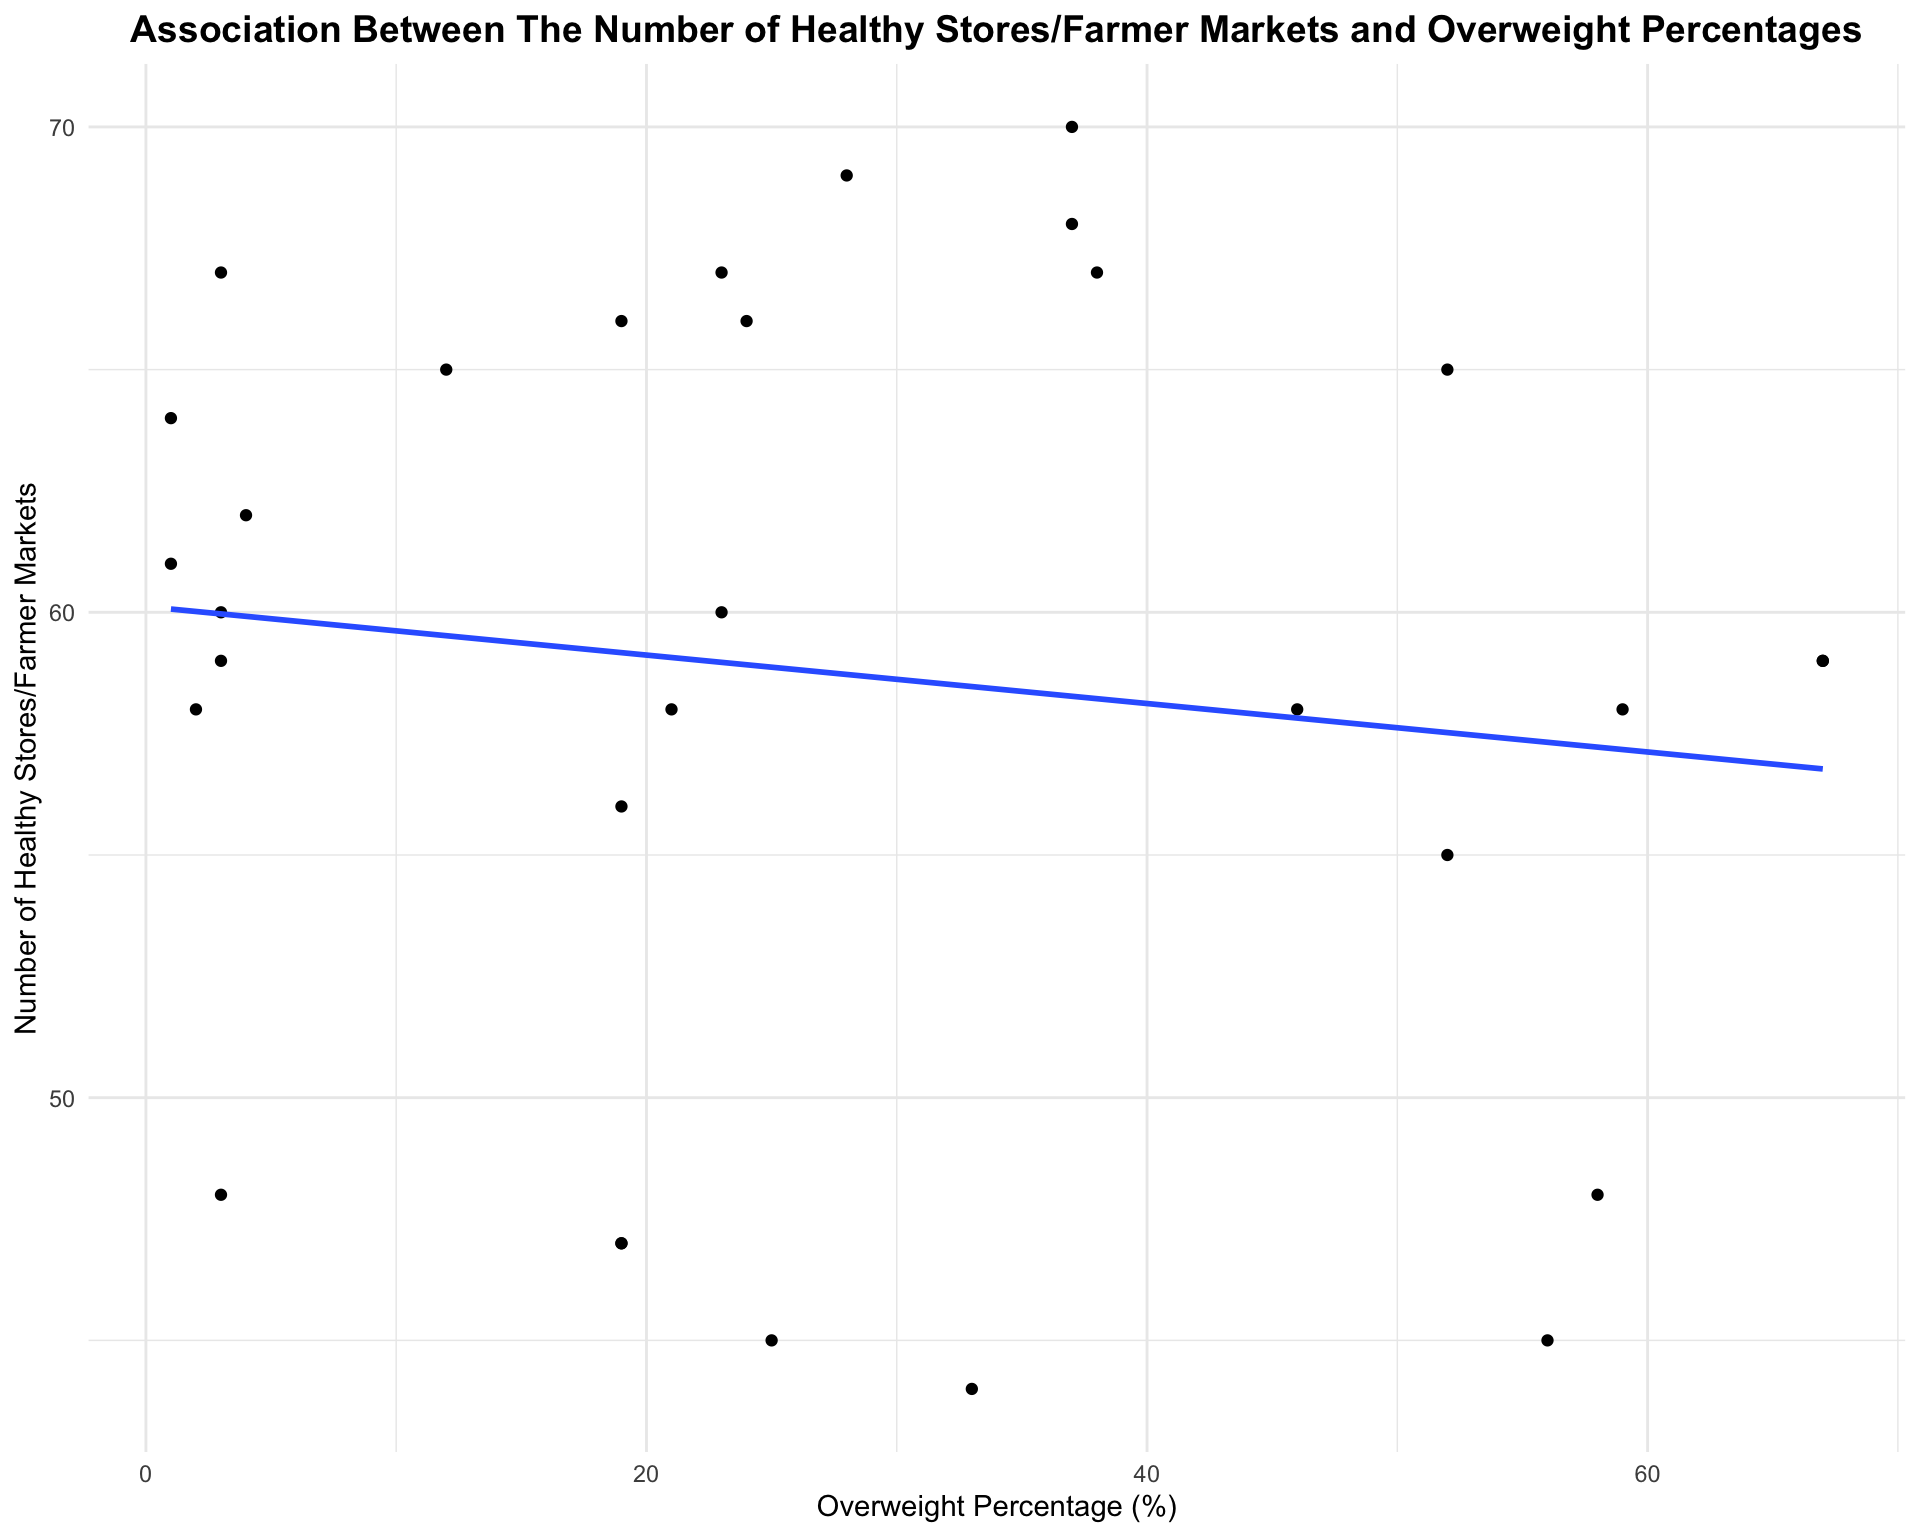 Association Between The Number of Healthy Stores/Farmer Markets and Overweight Percentages
Number of Healthy Stores/Farmer Markets
70
60
50
0 20 40 60
Overweight Percentage (%)